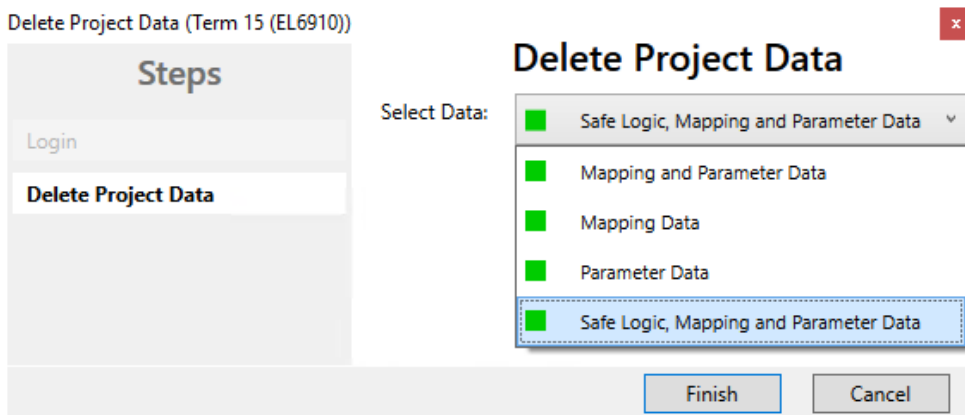 Delete Project Data (Term 15 (EL6910))
x
Steps
Login
Delete Project Data
Delete Project Data
Select Data:
Safe Logic, Mapping and Parameter Data
Mapping and Parameter Data
Mapping Data
Parameter Data
Safe Logic, Mapping and Parameter Data
Finish
Cancel